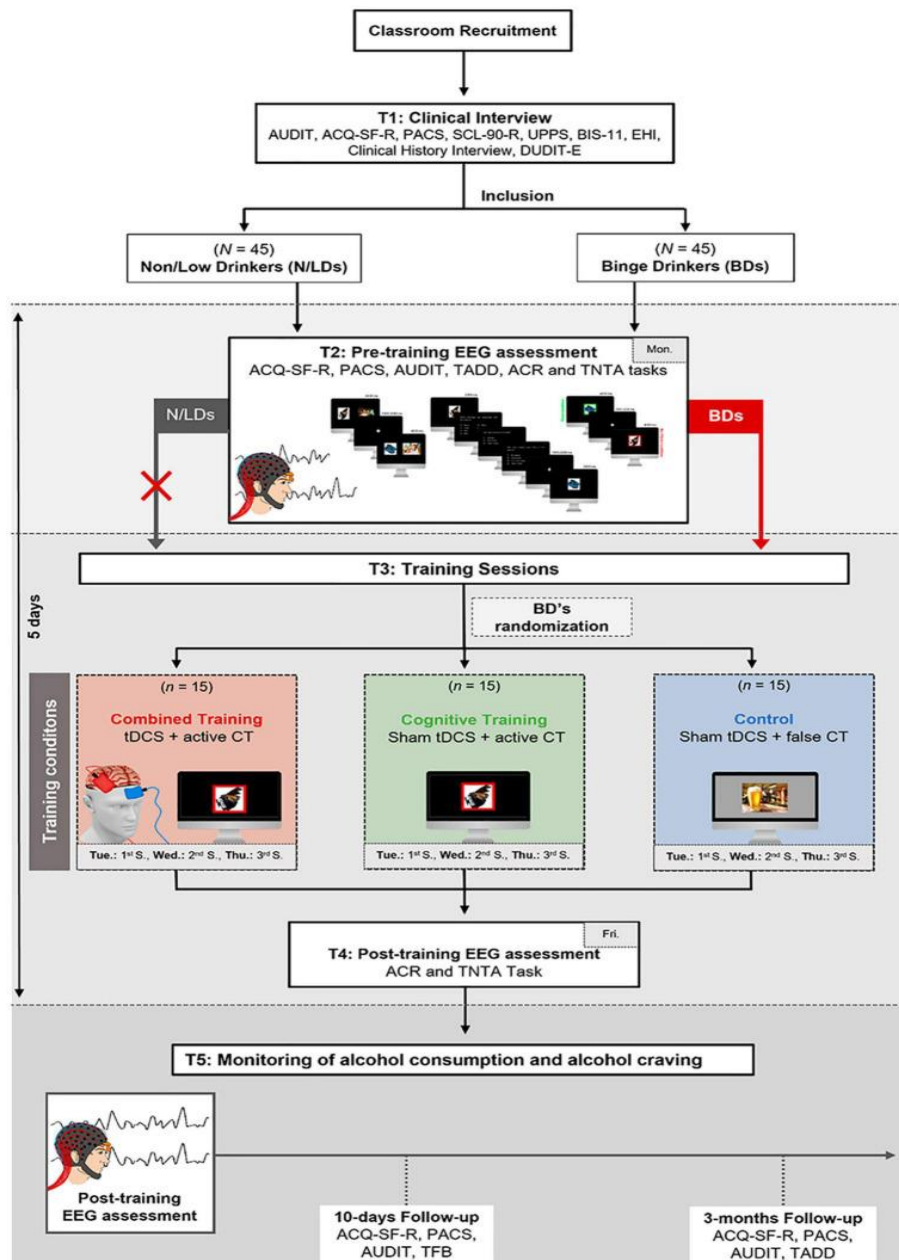 Classroom Recruitment
T1: Clinical Interview
AUDIT, ACQ-SF-R, PACS, SCL-90-R, UPPS, BIS-11, EHI,
Clinical History Interview, DUDIT-E
Inclusion
(N = 45)
Non/Low Drinkers (N/LDs)
(N = 45)
Binge Drinkers (BDs)
T2: Pre-training EEG assessment
Mon.
ACQ-SF-R, PACS, AUDIT, TADD, ACR and TNTA tasks
N/LDs
BDs
5 days
T3: Training Sessions
BD's
randomization
Training conditons
(n = 15)
Combined Training
tDCS + active CT
Tue.: 1st S., Wed.: 2nd S., Thu.: 3rd S.
(n = 15)
Cognitive Training
Sham tDCS + active CT
Tue.: 1st S., Wed.: 2nd S., Thu.: 3rd S.
(n = 15)
Control
Sham tDCS + false CT
Tue.: 1st S., Wed.: 2nd S., Thu.: 3rd S.
Fri.
T4: Post-training EEG assessment
ACR and TNTA Task
T5: Monitoring of alcohol consumption and alcohol craving
Post-training
EEG assessment
10-days Follow-up
ACQ-SF-R, PACS,
AUDIT, TFB
3-months Follow-up
ACQ-SF-R, PACS,
AUDIT, TADD